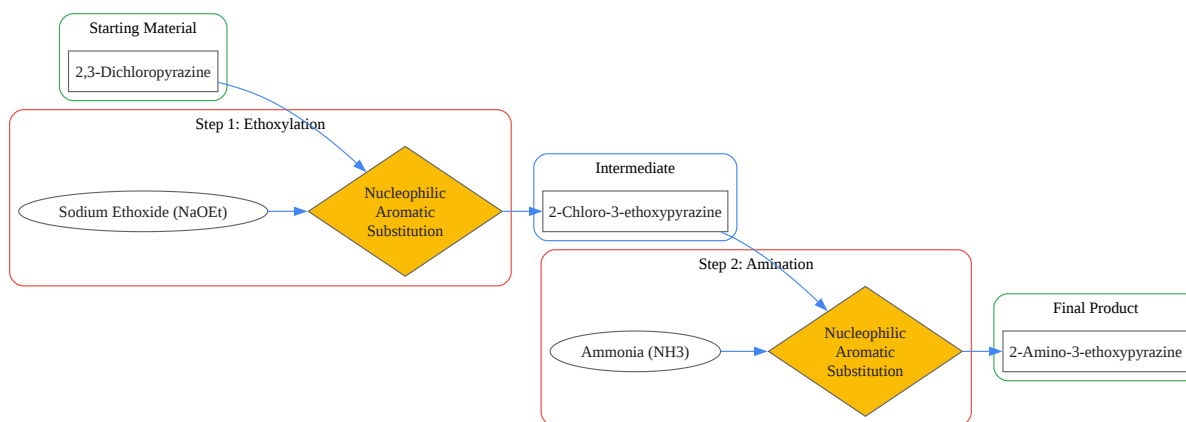 Starting Material
2,3-Dichloropyrazine
Step 1: Ethoxylation
Sodium Ethoxide (NaOEt)
Nucleophilic
Aromatic
Substitution
Intermediate
2-Chloro-3-ethoxypyrazine
Step 2: Amination
Ammonia (NH3)
Nucleophilic
Aromatic
Substitution
Final Product
2-Amino-3-ethoxypyrazine